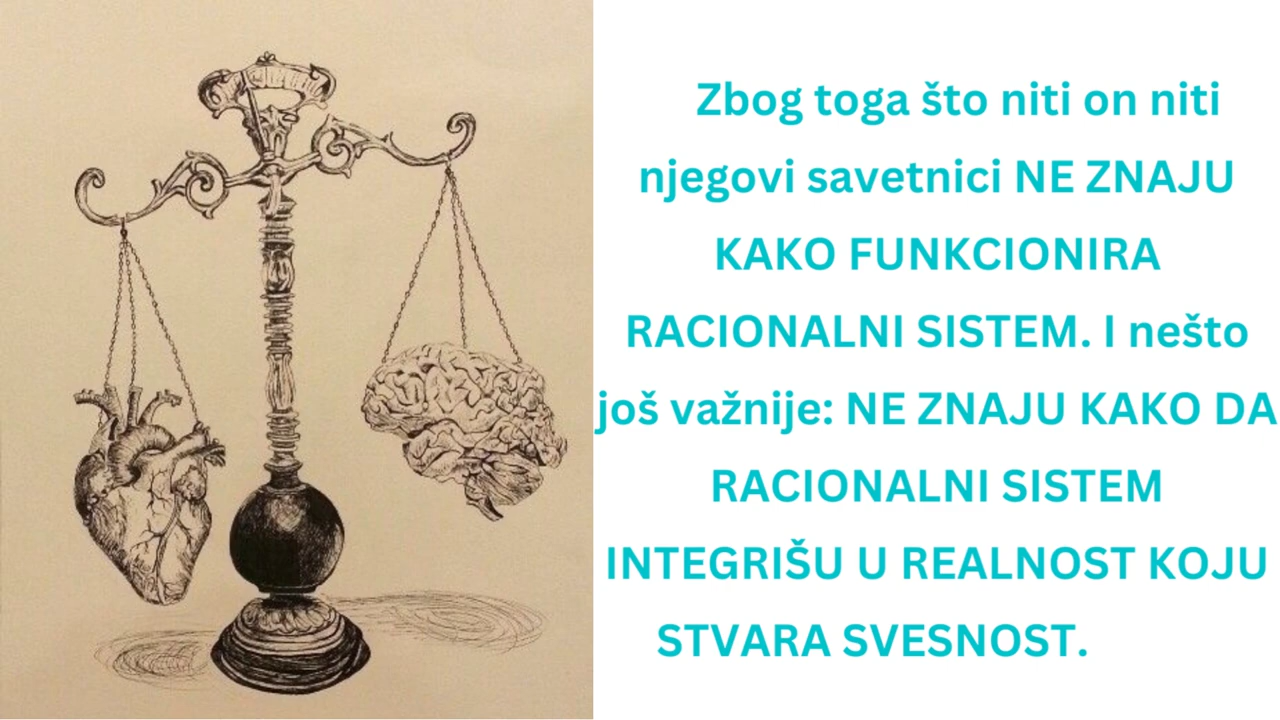 Zbog toga što niti on niti
njegovi savetnici NE ZNAJU
KAKO FUNKCIONIRA
RACIONALNI SISTEM. I nešto
još važnije: NE ZNAJU KAKO DA
RACIONALNI SISTEM
INTEGRIŠU U REALNOST KOJU
STVARA SVESNOST.